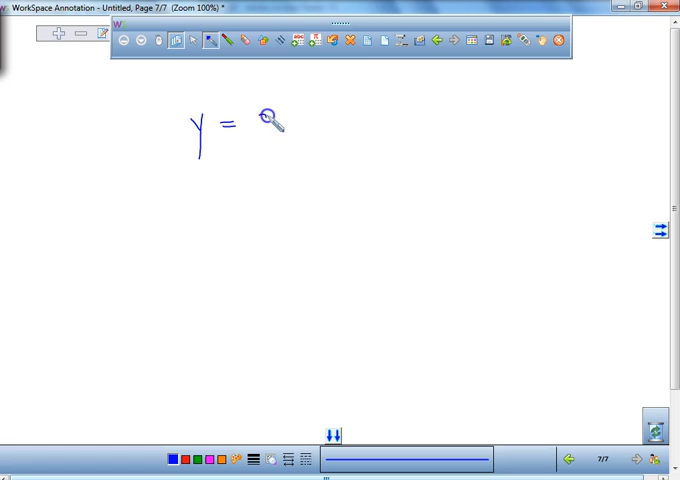 WorkSpace Annotation - Untitled, Page 7/7 (Zoom 100%) *
y =
7/7